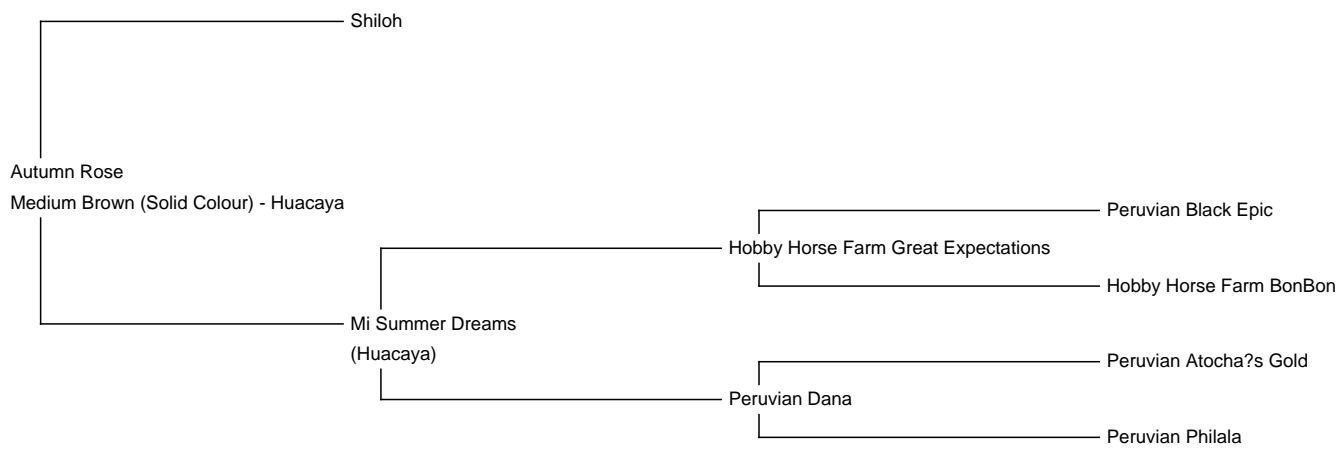 Shiloh
Autumn Rose
Medium Brown (Solid Colour) - Huacaya
Peruvian Black Epic
Hobby Horse Farm Great Expectations
Hobby Horse Farm BonBon
Mi Summer Dreams
(Huacaya)
Peruvian Atocha?s Gold
Peruvian Dana
Peruvian Philala